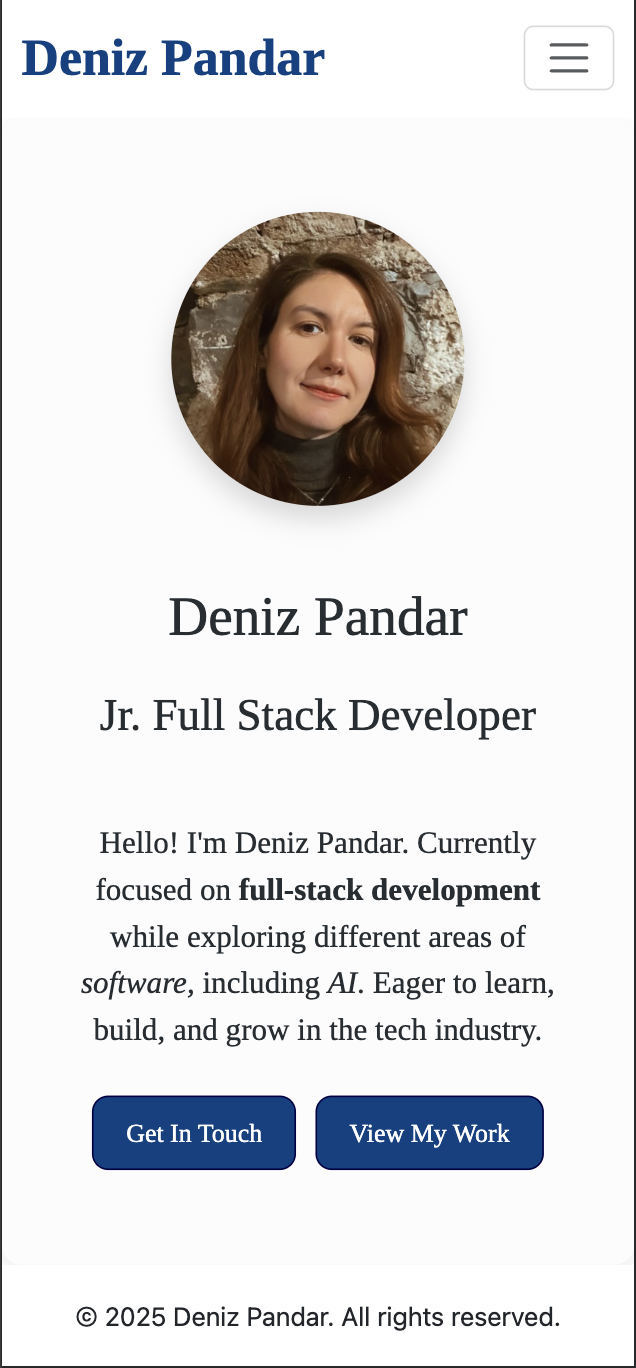 Deniz Pandar
Deniz Pandar
Jr. Full Stack Developer
Hello! I'm Deniz Pandar. Currently
focused on full-stack development
while exploring different areas of
software, including AI. Eager to learn,
build, and grow in the tech industry.
Get In Touch
View My Work
© 2025 Deniz Pandar. All rights reserved.